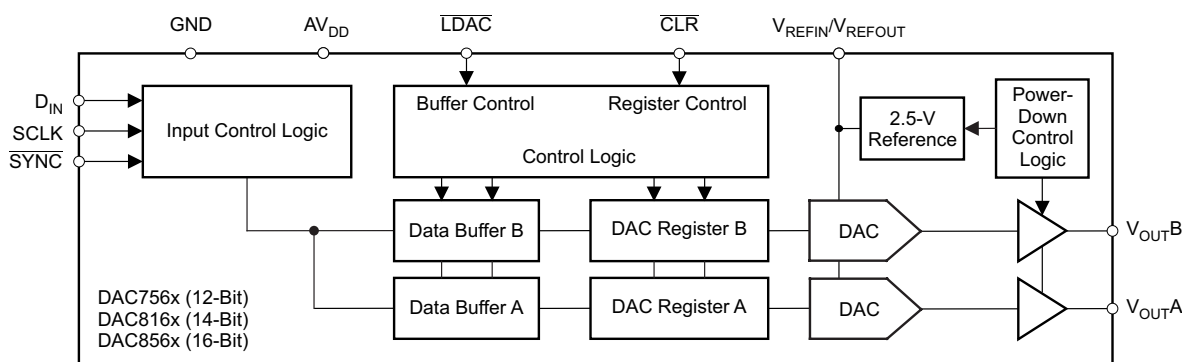 GND
AVDD
LDAC
CLR
VREFIN/VREFOUT
DIN
SCLK
SYNC
Input Control Logic
Buffer Control
Register Control
Control Logic
2.5-V
Reference
Power-
Down
Control
Logic
Data Buffer B
DAC Register B
DAC
VOUTB
Data Buffer A
DAC Register A
DAC
VOUTA
DAC756x (12-Bit)
DAC816x (14-Bit)
DAC856x (16-Bit)